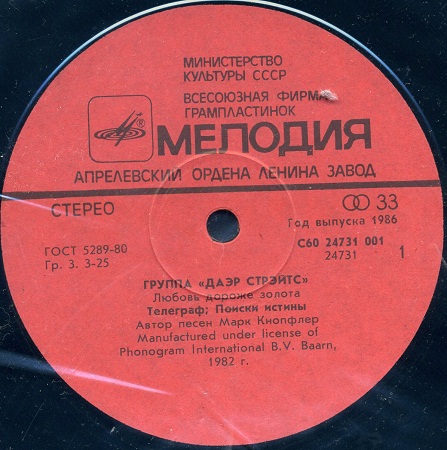 МИНИСТЕРСТВО
КУЛЬТУРЫ СССР
ВСЕСОЮЗНАЯ ФИРМА
ГРАМПЛАСТИНОК
МЕЛОДИЯ
АПРЕЛЕВСКИЙ ОРДЕНА ЛЕНИНА ЗАВОД
СТЕРЕО
33
Год выпуска 1986
ГОСТ 5289-80
Гр. 3. 3-25
С60 24731 001
24731
1
ГРУППА «ДАЭР СТРЭЙТС»
Любовь дороже золота
Телеграф; Поиски истины
Автор песен Марк Кнопфлер
Manufactured under license of
Phonogram International B.V. Baarn,
1982 г.